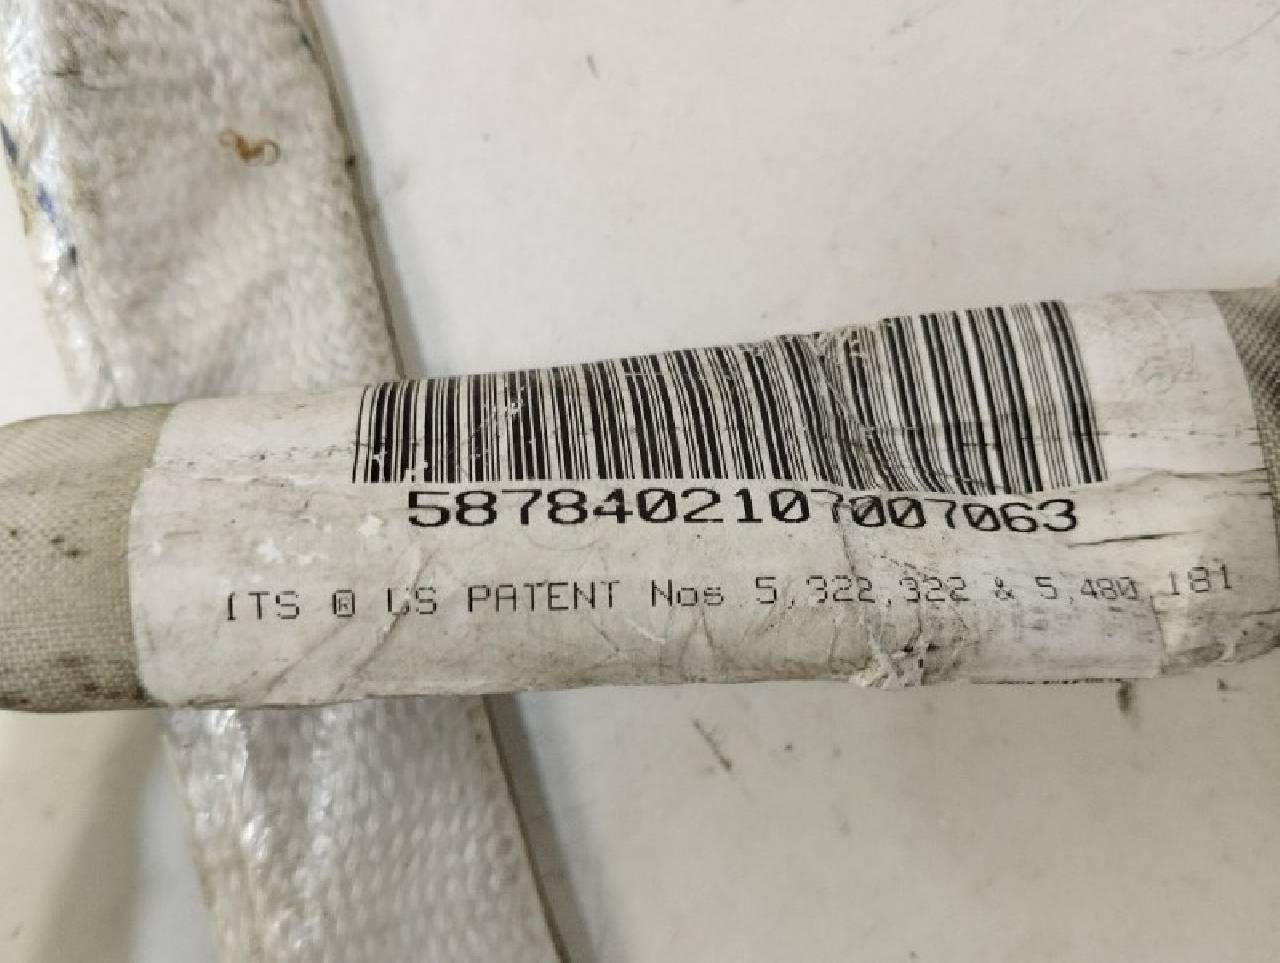 5878402107007063
ITS ® US PATENT Nos 5,322,322 & 5,480,181